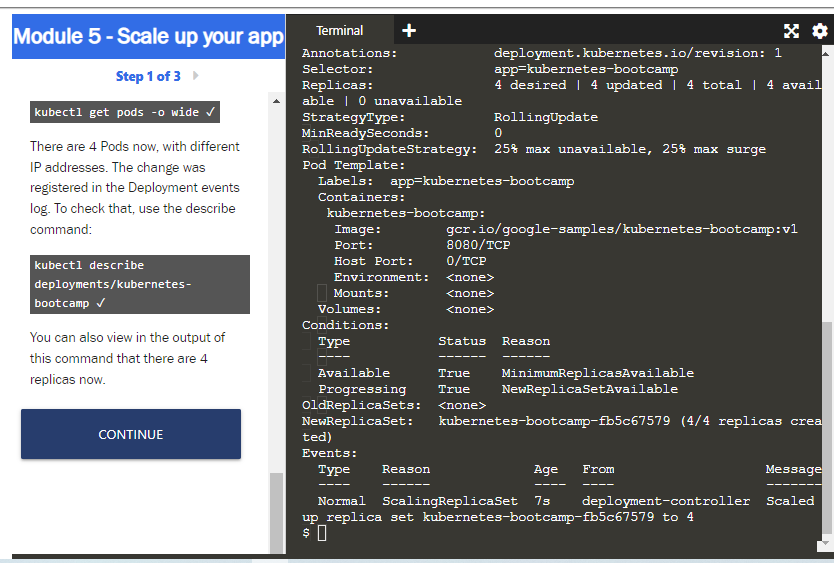 Module 5 - Scale up your app
Step 1 of 3
kubectl get pods -o wide ✓
There are 4 Pods now, with different
IP addresses. The change was
registered in the Deployment events
log. To check that, use the describe
command:
kubectl describe
deployments/kubernetes-
bootcamp ✓
You can also view in the output of
this command that there are 4
replicas now.
CONTINUE
Terminal +
Annotations: deployment.kubernetes.io/revision: 1
Selector: app=kubernetes-bootcamp
Replicas: 4 desired | 4 updated | 4 total | 4 avail
able | 0 unavailable
StrategyType: RollingUpdate
MinReadySeconds: 0
RollingUpdateStrategy: 25% max unavailable, 25% max surge
Pod Template:
Labels: app=kubernetes-bootcamp
Containers:
kubernetes-bootcamp:
Image: gcr.io/google-samples/kubernetes-bootcamp:v1
Port: 8080/TCP
Host Port: 0/TCP
Environment: <none>
Mounts: <none>
Volumes: <none>
Conditions:
Type Status Reason
---- ------ ------
Available True MinimumReplicasAvailable
Progressing True NewReplicaSetAvailable
OldReplicaSets: <none>
NewReplicaSet: kubernetes-bootcamp-fb5c67579 (4/4 replicas crea
ted)
Events:
Type Reason Age From Message
---- ------ ---- ---- -------
Normal ScalingReplicaSet 7s deployment-controller Scaled
up replica set kubernetes-bootcamp-fb5c67579 to 4
$